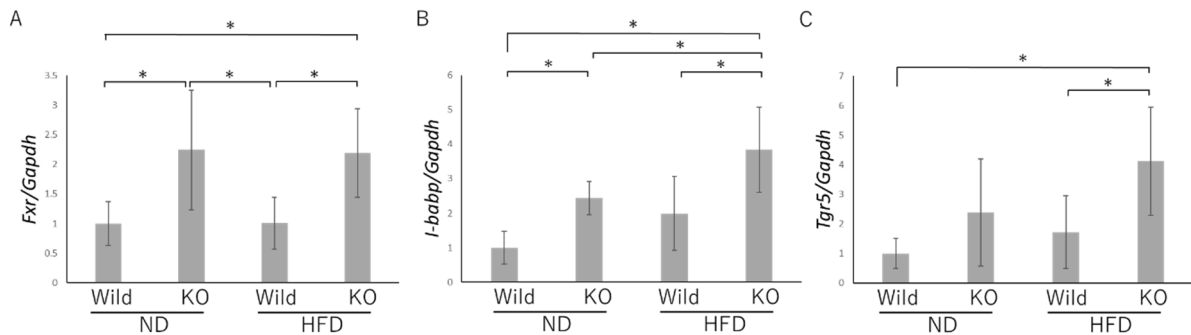 A
*
*
*
*
3.5
3
2.5
2
1.5
1
0.5
0
Fxr/Gapdh
Wild
KO
Wild
KO
ND
HFD
B
*
*
*
*
6
5
4
3
2
1
0
I-babp/Gapdh
Wild
KO
Wild
KO
ND
HFD
C
*
*
7
6
5
4
3
2
1
0
Tgr5/Gapdh
Wild
KO
Wild
KO
ND
HFD